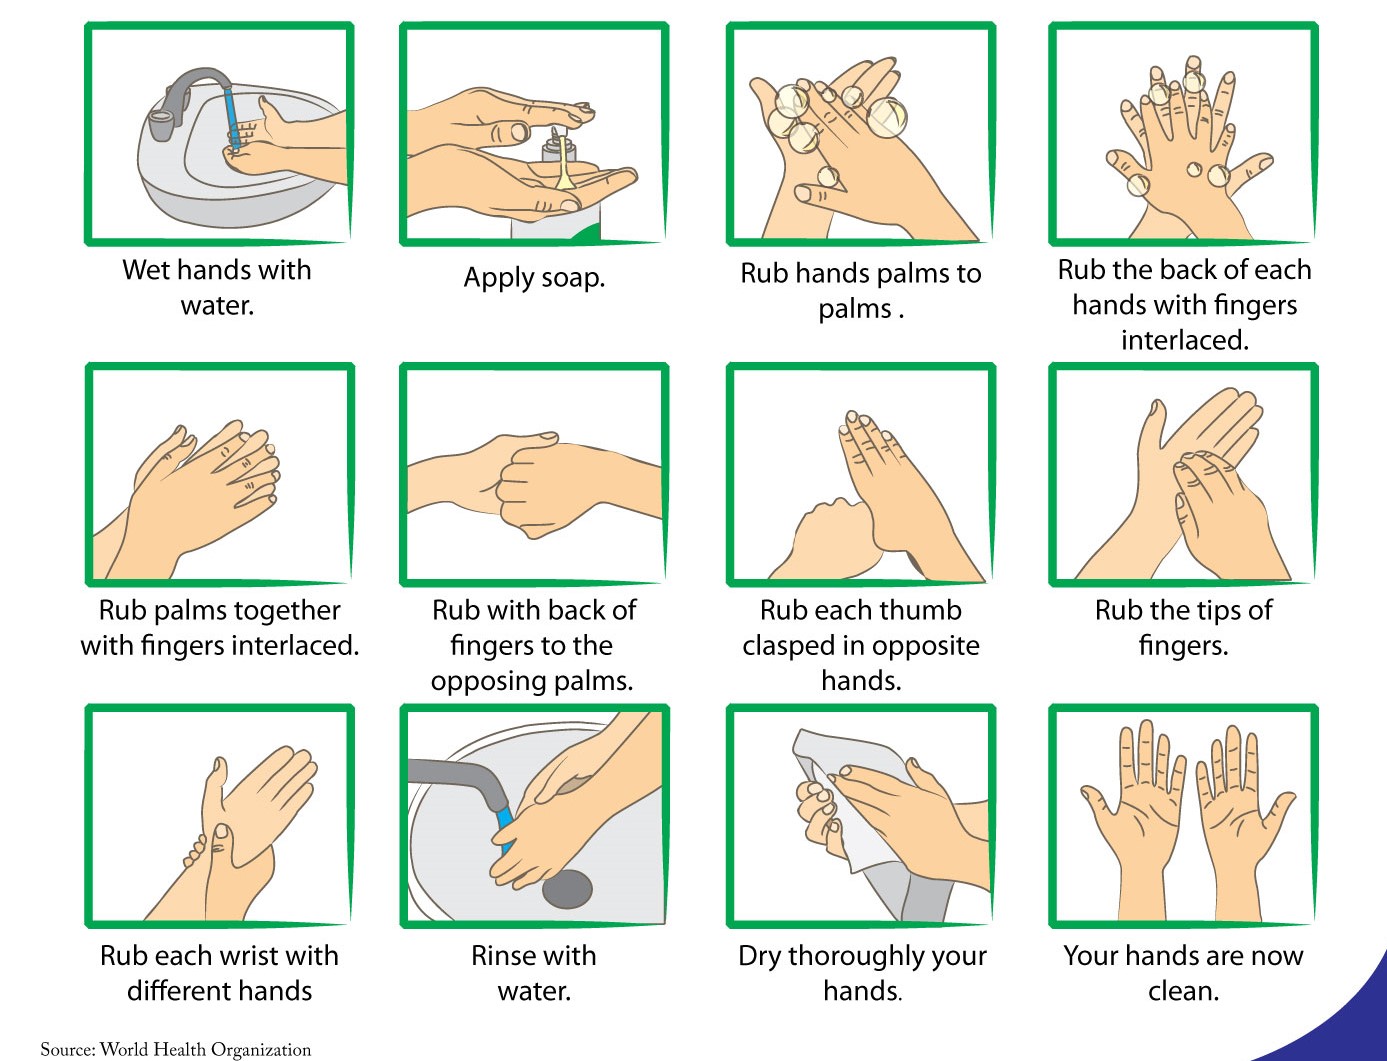 Wet hands with
water.
Apply soap.
Rub hands palms to
palms .
Rub the back of each
hands with fingers
interlaced.
Rub palms together
with fingers interlaced.
Rub with back of
fingers to the
opposing palms.
Rub each thumb
clasped in opposite
hands.
Rub the tips of
fingers.
Rub each wrist with
different hands
Rinse with
water.
Dry thoroughly your
hands.
Your hands are now
clean.
Source: World Health Organization